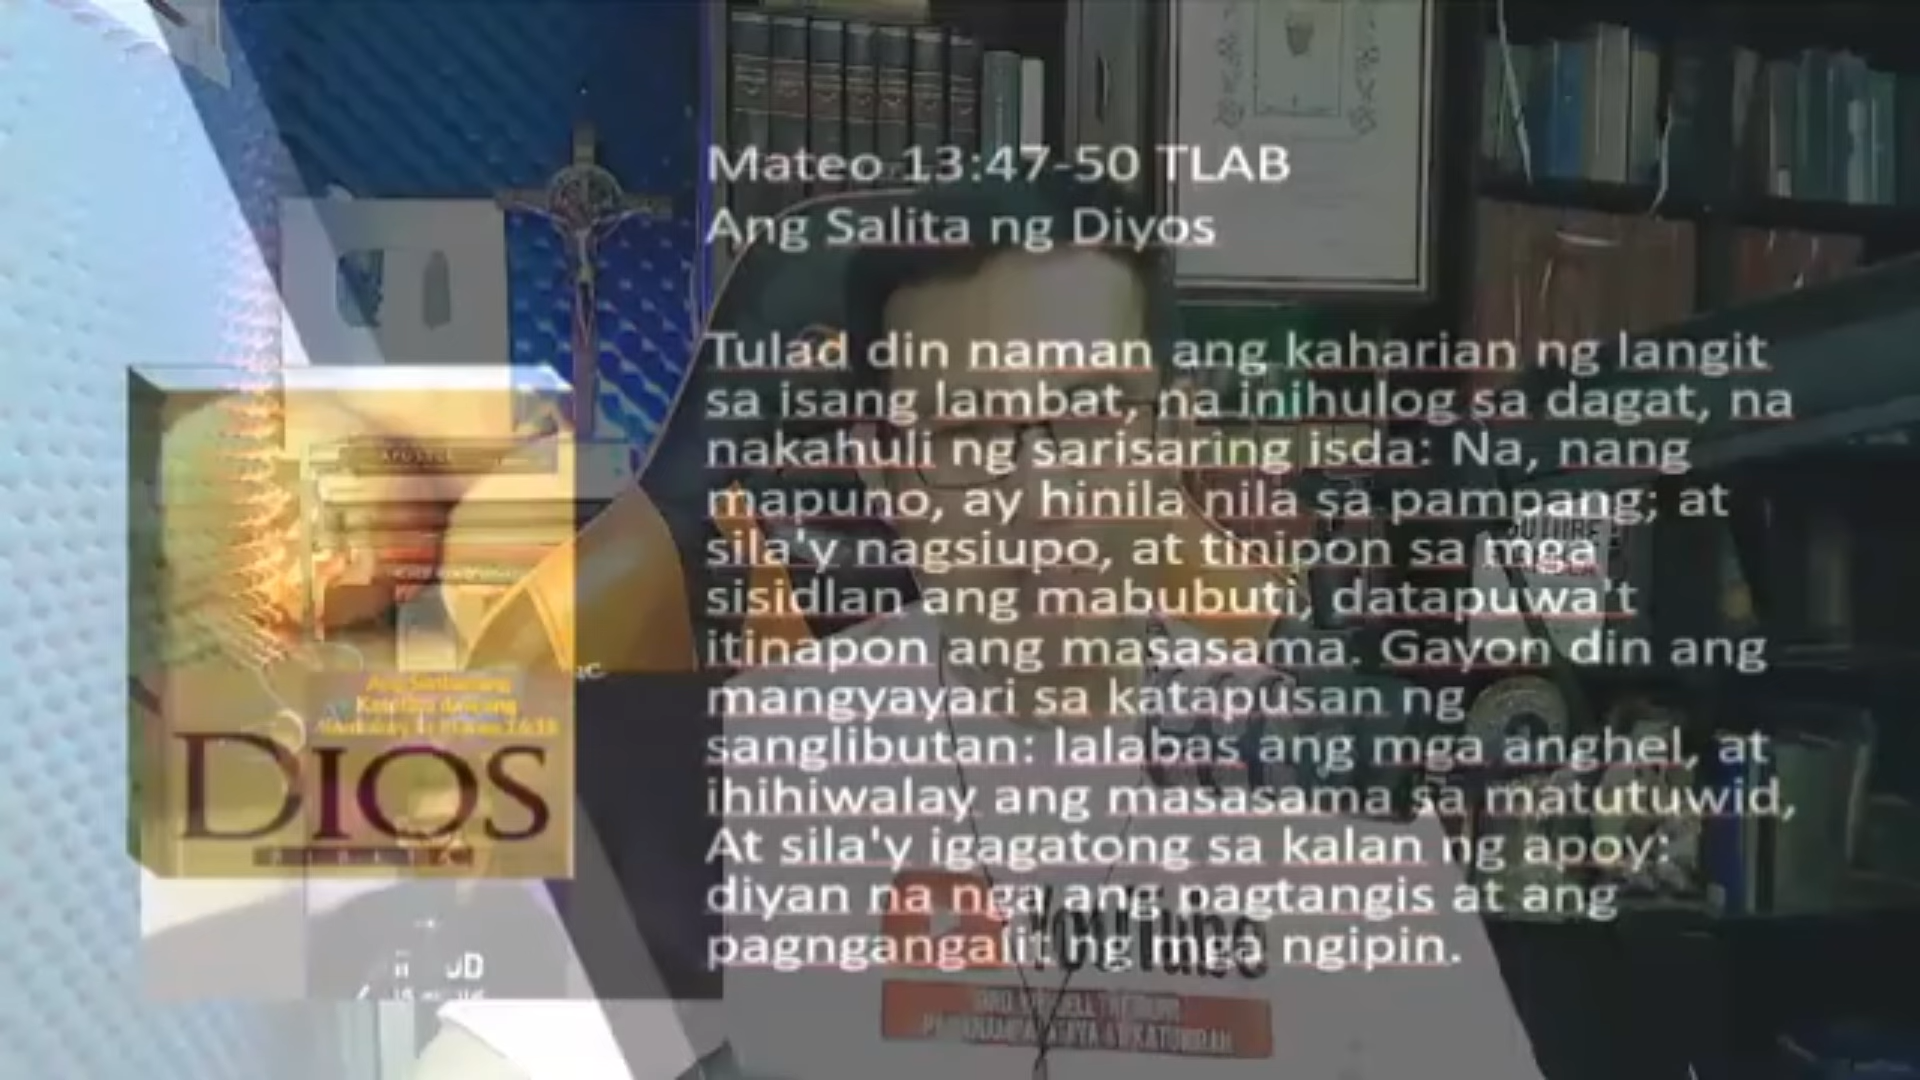 Mateo 13:47-50 TLAB
Ang Salita ng Diyos
Tulad din naman ang kaharian ng langit
sa isang lambat, na inihulog sa dagat, na
nakahuli ng sarisaring isda: Na, nang
mapuno, ay hinila nila sa pampang; at
sila'y nagsiupo, at tinipon sa mga
sisidlan ang mabubuti, datapuwa't
itinapon ang masasama. Gayon din ang
mangyayari sa katapusan ng
sanglibutan: lalabas ang mga anghel, at
ihihiwalay ang masasama sa matutuwid,
At sila'y igagatong sa kalan ng apoy:
diyan na nga ang pagtangis at ang
pagngangalit ng mga ngipin.
DIOS
YouTube